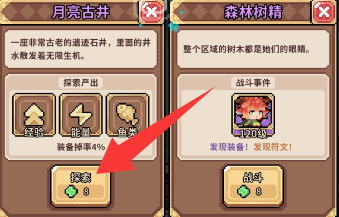 月亮古井
一座非常古老的遗迹石井，里面的井
水散发着无限生机。
探索产出
经验
能量
鱼类
装备掉率4%
探索
8
森林树精
整个区域的树木都是她们的眼睛。
战斗事件
120級
发现装备！ 发现符文！
战斗
8